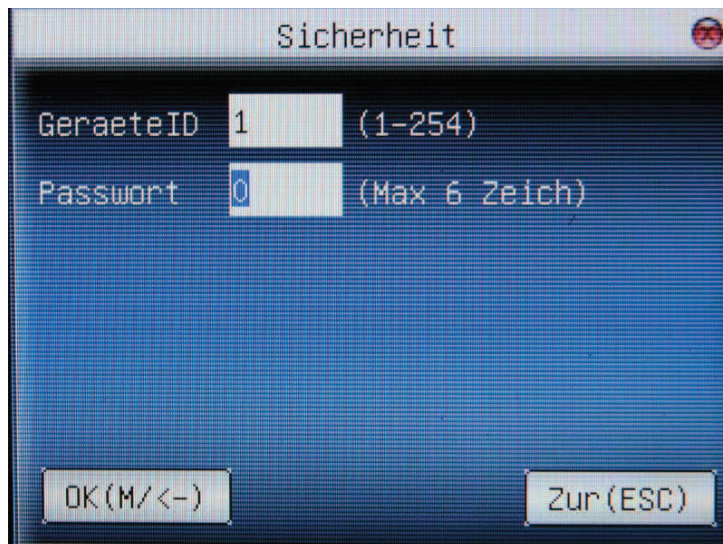 Sicherheit
GeraeteID 1 (1-254)
Passwort 0 (Max 6 Zeich)
OK(M/<-) Zur(ESC)